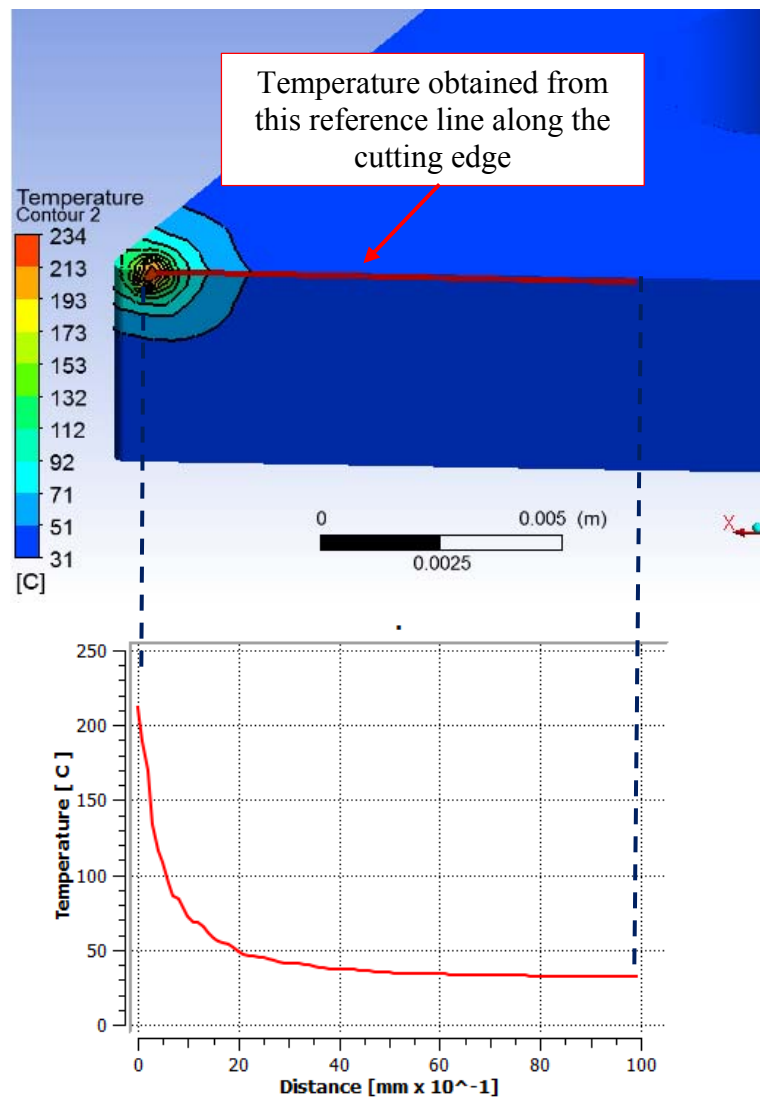 Temperature obtained from
this reference line along the
cutting edge
Temperature
Contour 2
234
213
193
173
153
132
112
92
71
51
31
[C]
0 0.005 (m)
0.0025
X
250
200
150
100
50
0
Temperature [ C ]
0 20 40 60 80 100
Distance [mm x 10^-1]